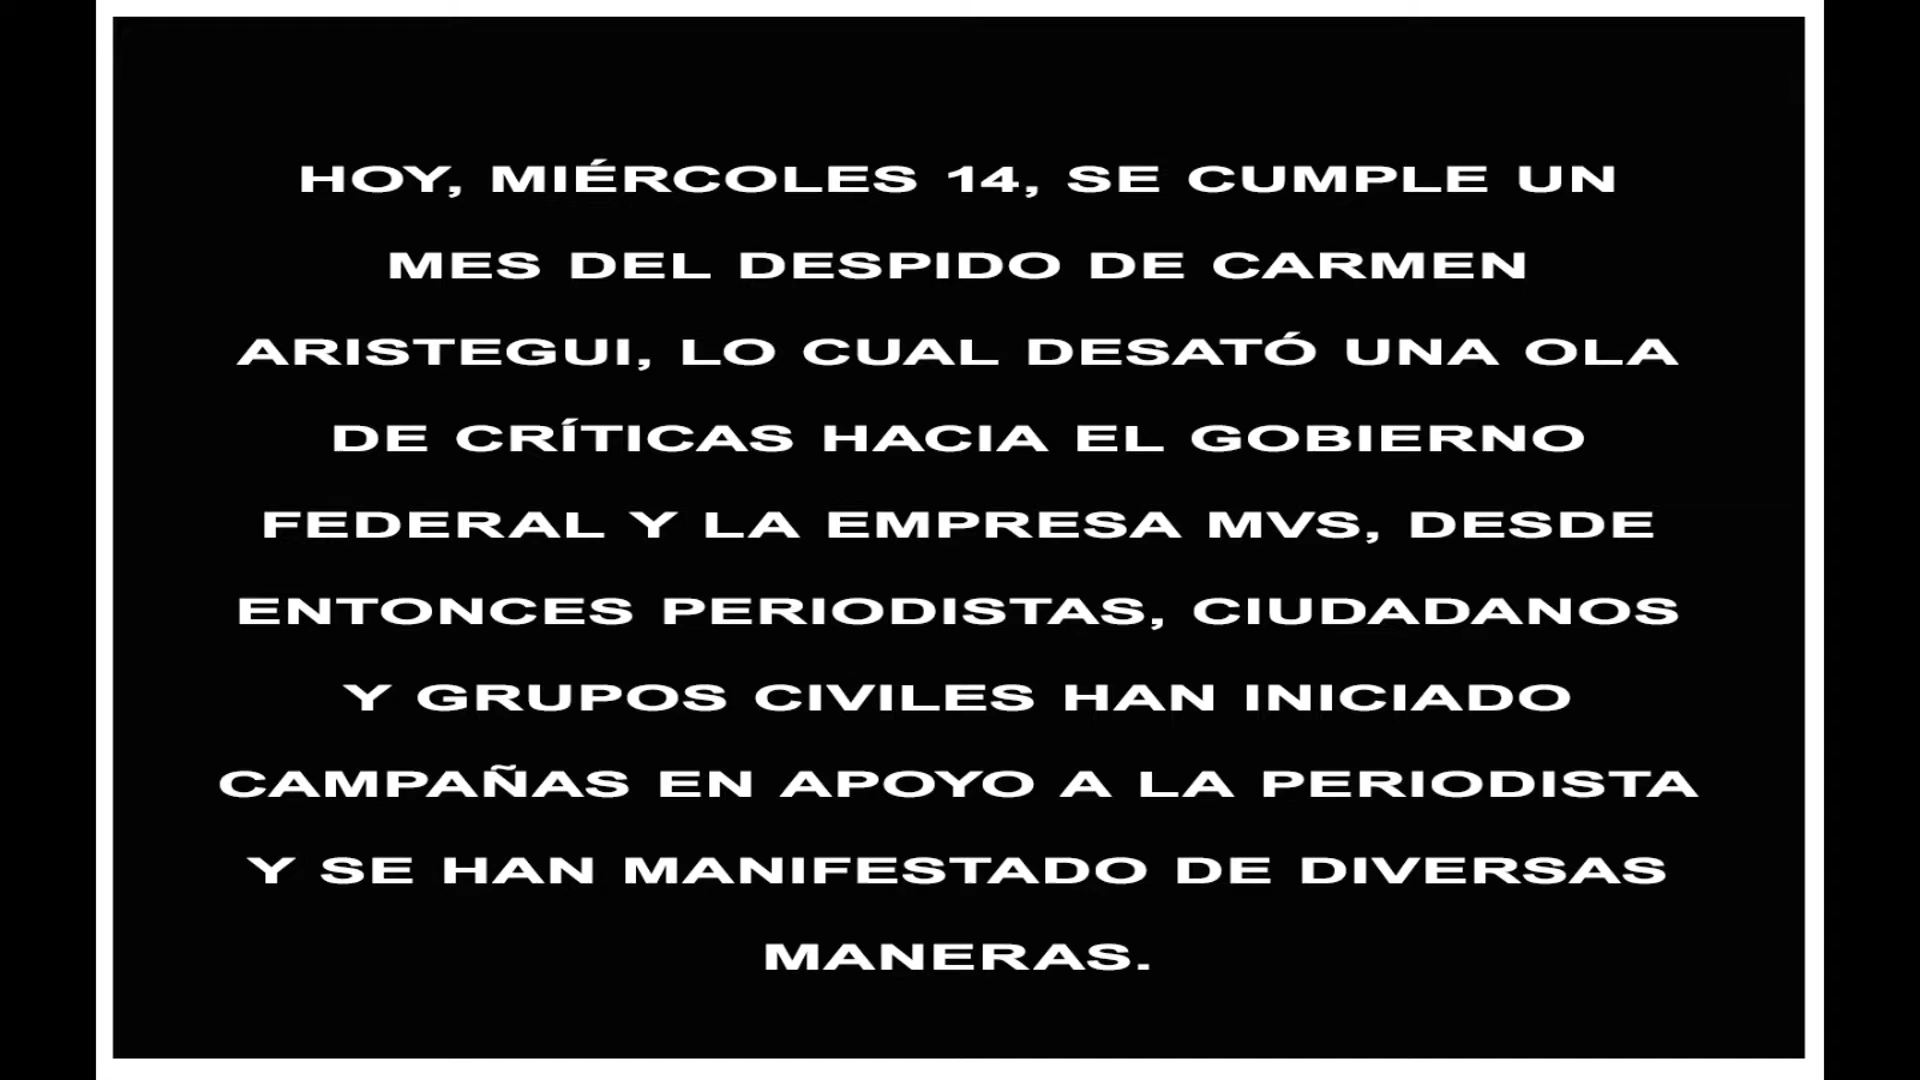 HOY, MIÉRCOLES 14, SE CUMPLE UN
MES DEL DESPIDO DE CARMEN
ARISTEGUI, LO CUAL DESATÓ UNA OLA
DE CRÍTICAS HACIA EL GOBIERNO
FEDERAL Y LA EMPRESA MVS, DESDE
ENTONCES PERIODISTAS, CIUDADANOS
Y GRUPOS CIVILES HAN INICIADO
CAMPAÑAS EN APOYO A LA PERIODISTA
Y SE HAN MANIFESTADO DE DIVERSAS
MANERAS.